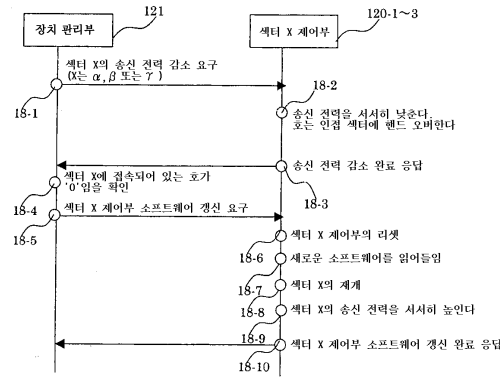 121
장치 관리부
120-1~3
섹터 X 제어부
섹터 X의 송신 전력 감소 요구
(X는 α, β 또는 γ)
18-1
18-2
송신 전력을 서서히 낮춘다.
호는 인접 섹터에 핸드 오버한다
송신 전력 감소 완료 응답
18-3
섹터 X에 접속되어 있는 호가
'0'임을 확인
18-4
섹터 X 제어부 소프트웨어 갱신 요구
18-5
섹터 X 제어부의 리셋
18-6
새로운 소프트웨어를 읽어들임
18-7
섹터 X의 재개
18-8
섹터 X의 송신 전력을 서서히 높인다
18-9
섹터 X 제어부 소프트웨어 갱신 완료 응답
18-10